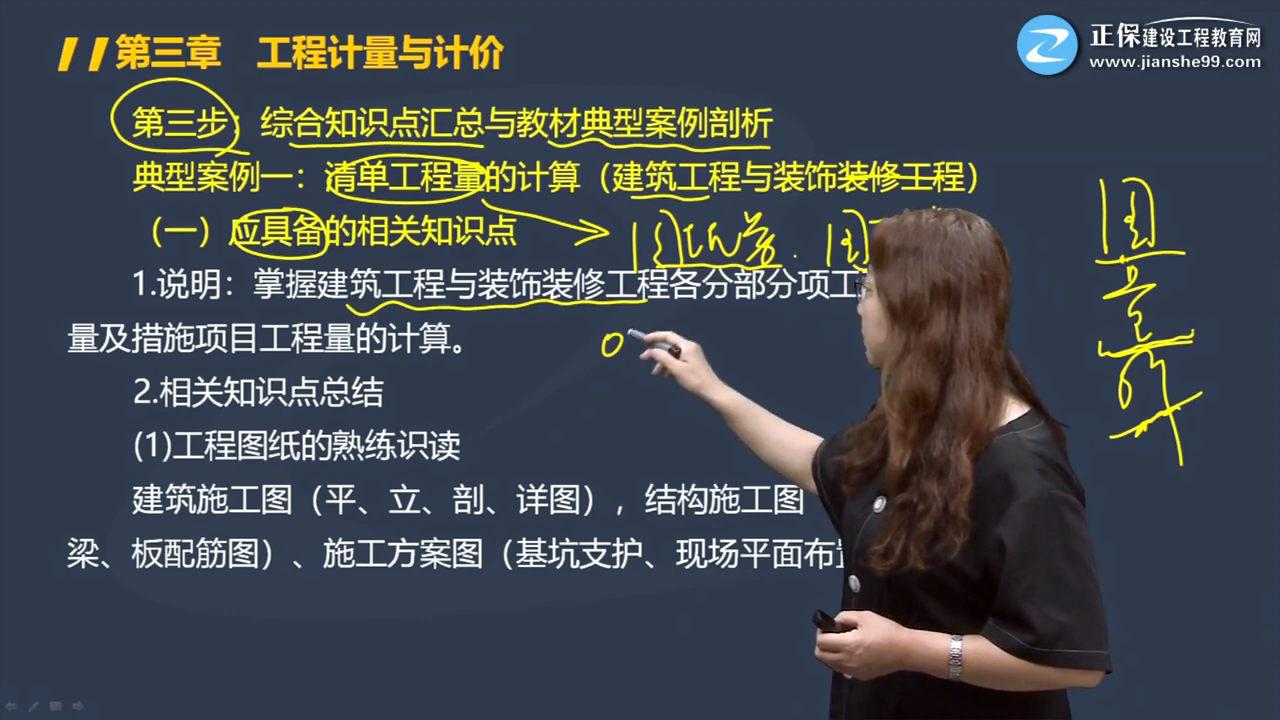 第三章 工程计量与计价
正保建设工程教育网
www.jianshe99.com
第三步：综合知识点汇总与教材典型案例剖析
典型案例一：清单工程量的计算（建筑工程与装饰装修工程）
（一）应具备的相关知识点
1.说明：掌握建筑工程与装饰装修工程各分部分项工
量及措施项目工程量的计算。
2.相关知识点总结
(1)工程图纸的熟练识读
建筑施工图（平、立、剖、详图），结构施工图
梁、板配筋图）、施工方案图（基坑支护、现场平面布置